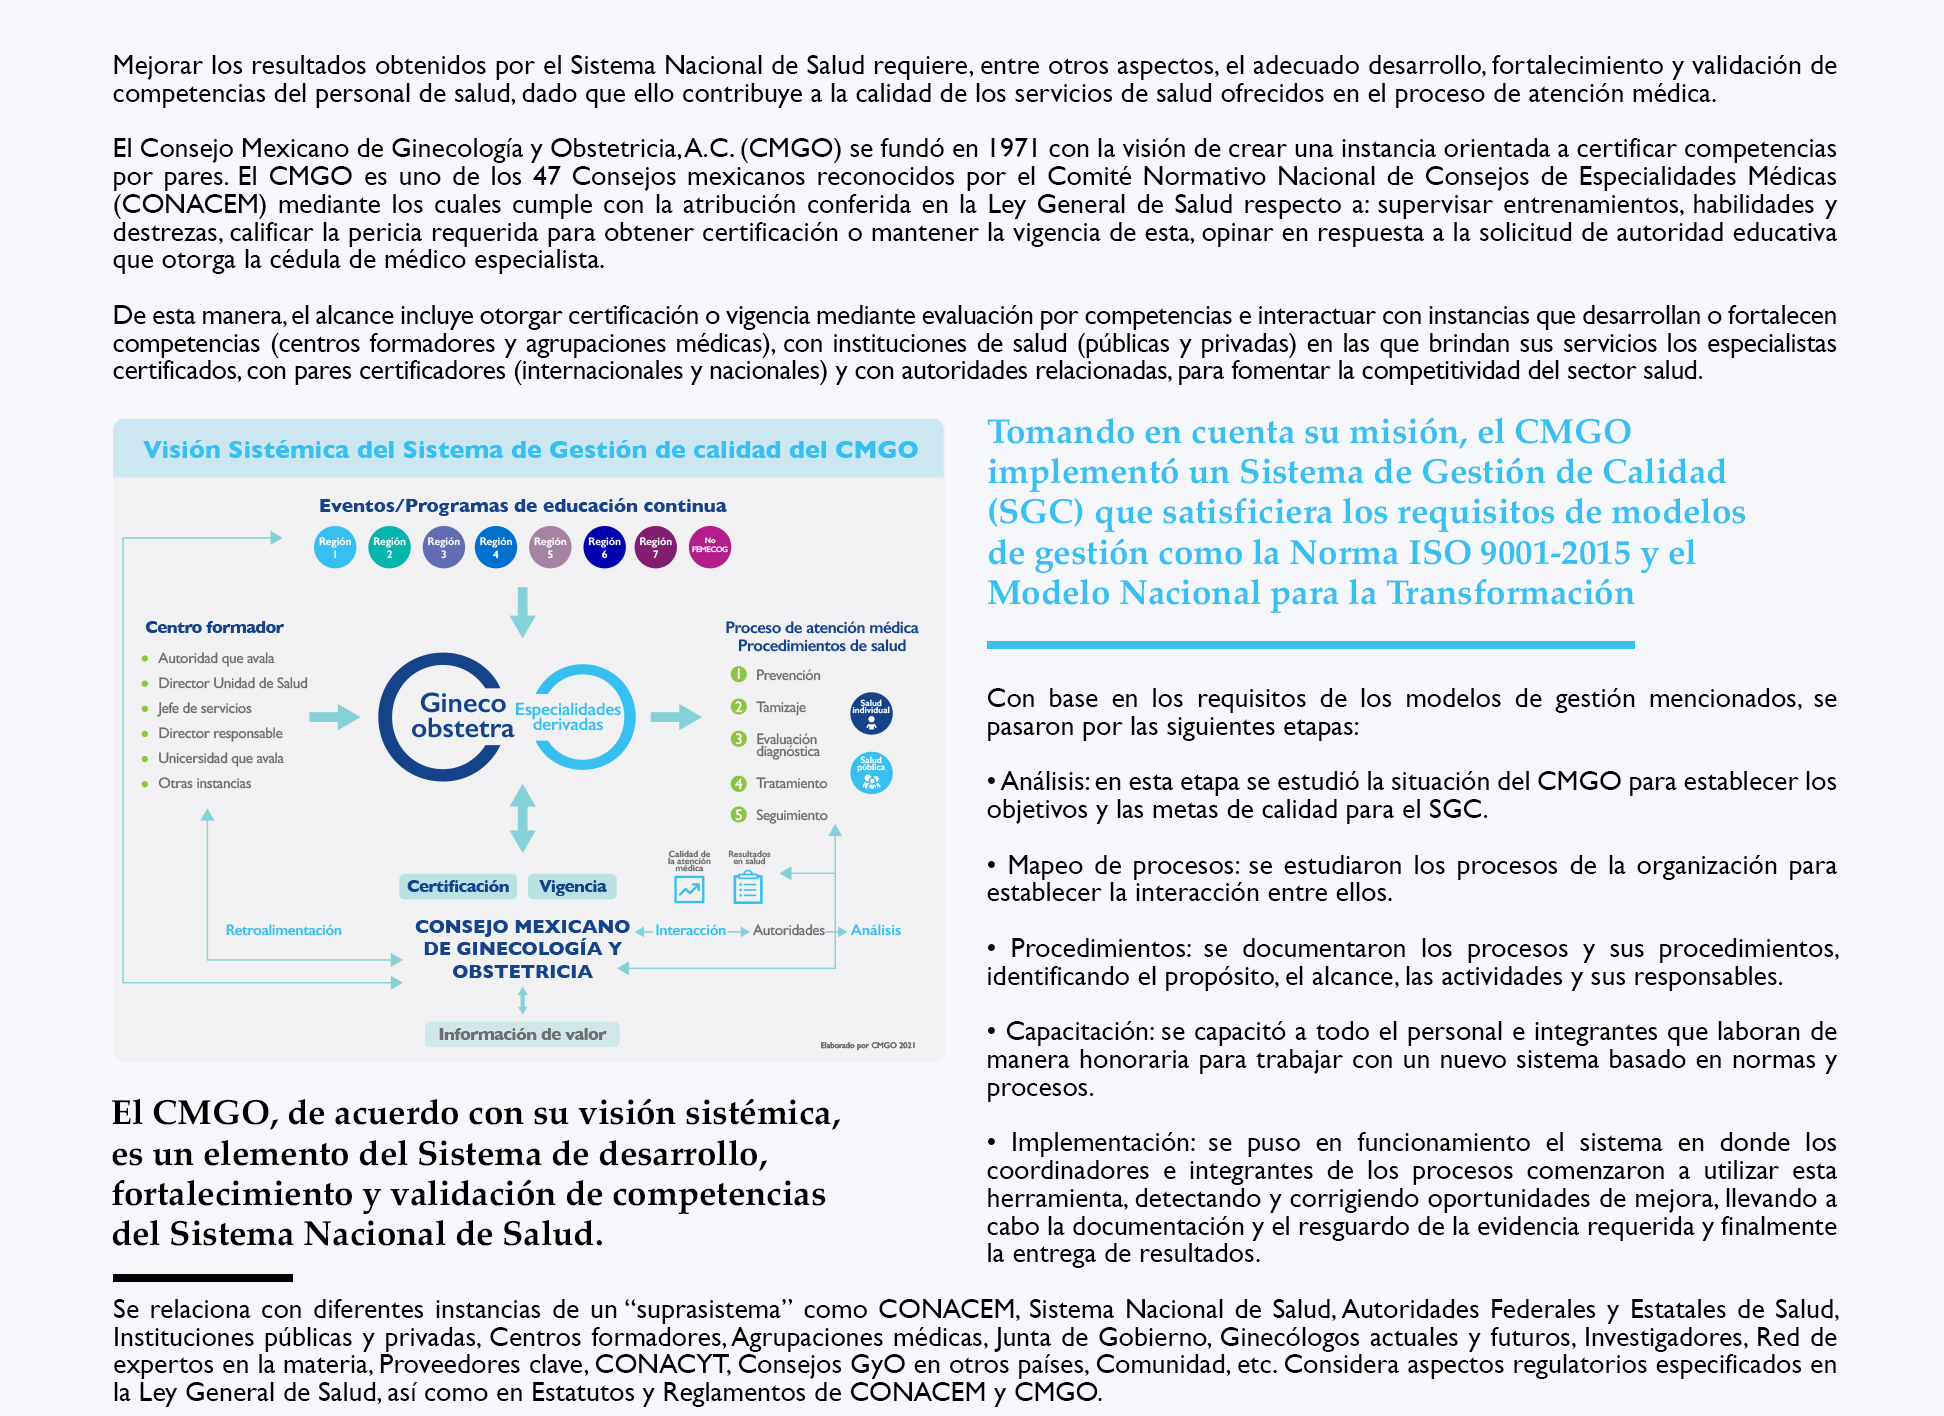 Mejorar los resultados obtenidos por el Sistema Nacional de Salud requiere, entre otros aspectos, el adecuado desarrollo, fortalecimiento y validación de
competencias del personal de salud, dado que ello contribuye a la calidad de los servicios de salud ofrecidos en el proceso de atención médica.
El Consejo Mexicano de Ginecología y Obstetricia, A.C. (CMGO) se fundó en 1971 con la visión de crear una instancia orientada a certificar competencias
por pares. El CMGO es uno de los 47 Consejos mexicanos reconocidos por el Comité Normativo Nacional de Consejos de Especialidades Médicas
(CONACEM) mediante los cuales cumple con la atribución conferida en la Ley General de Salud respecto a: supervisar entrenamientos, habilidades y
destrezas, calificar la pericia requerida para obtener certificación o mantener la vigencia de esta, opinar en respuesta a la solicitud de autoridad educativa
que otorga la cédula de médico especialista.
De esta manera, el alcance incluye otorgar certificación o vigencia mediante evaluación por competencias e interactuar con instancias que desarrollan o fortalecen
competencias (centros formadores y agrupaciones médicas), con instituciones de salud (públicas y privadas) en las que brindan sus servicios los especialistas
certificados, con pares certificadores (internacionales y nacionales) y con autoridades relacionadas, para fomentar la competitividad del sector salud.
Visión Sistémica del Sistema de Gestión de calidad del CMGO
Eventos/Programas de educación continua
Región 1
Región 2
Región 3
Región 4
Región 5
Región 6
Región 7
No FEMECOG
Centro formador
• Autoridad que avala
• Director Unidad de Salud
• Jefe de servicios
• Director responsable
• Unicersidad que avala
• Otras instancias
Gineco
obstetra
Especialidades
derivadas
Proceso de atención médica
Procedimientos de salud
1 Prevención
2 Tamizaje
3 Evaluación
diagnóstica
4 Tratamiento
5 Seguimiento
Salud
individual
Salud
pública
Calidad de
la atención
médica
Resultados
en salud
Certificación
Vigencia
Retroalimentación
CONSEJO MEXICANO
DE GINECOLOGÍA Y
OBSTETRICIA
Interacción
Autoridades
Análisis
Información de valor
Elaborado por CMGO 2021
El CMGO, de acuerdo con su visión sistémica,
es un elemento del Sistema de desarrollo,
fortalecimiento y validación de competencias
del Sistema Nacional de Salud.
Tomando en cuenta su misión, el CMGO
implementó un Sistema de Gestión de Calidad
(SGC) que satisficiera los requisitos de modelos
de gestión como la Norma ISO 9001-2015 y el
Modelo Nacional para la Transformación
Con base en los requisitos de los modelos de gestión mencionados, se
pasaron por las siguientes etapas:
• Análisis: en esta etapa se estudió la situación del CMGO para establecer los
objetivos y las metas de calidad para el SGC.
• Mapeo de procesos: se estudiaron los procesos de la organización para
establecer la interacción entre ellos.
• Procedimientos: se documentaron los procesos y sus procedimientos,
identificando el propósito, el alcance, las actividades y sus responsables.
• Capacitación: se capacitó a todo el personal e integrantes que laboran de
manera honoraria para trabajar con un nuevo sistema basado en normas y
procesos.
• Implementación: se puso en funcionamiento el sistema en donde los
coordinadores e integrantes de los procesos comenzaron a utilizar esta
herramienta, detectando y corrigiendo oportunidades de mejora, llevando a
cabo la documentación y el resguardo de la evidencia requerida y finalmente
la entrega de resultados.
Se relaciona con diferentes instancias de un “suprasistema” como CONACEM, Sistema Nacional de Salud, Autoridades Federales y Estatales de Salud,
Instituciones públicas y privadas, Centros formadores, Agrupaciones médicas, Junta de Gobierno, Ginecólogos actuales y futuros, Investigadores, Red de
expertos en la materia, Proveedores clave, CONACYT, Consejos GyO en otros países, Comunidad, etc. Considera aspectos regulatorios especificados en
la Ley General de Salud, así como en Estatutos y Reglamentos de CONACEM y CMGO.